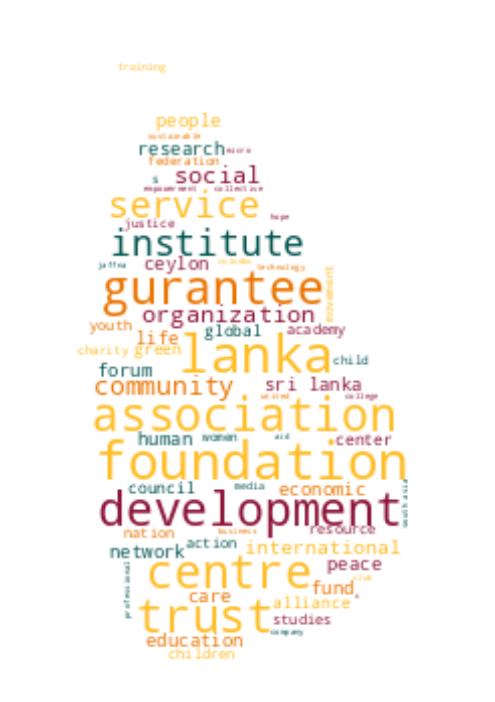 training
people
sustainable
research micro
federation
s social
empowerment collective
service
justice hope
institute
jaffna ceylon colombo technology
gurantee movement
organization
youth life global academy
charity green lanka child
forum
community sri lanka
united college
association
human women aid center
foundation
council media economic
development
nation business resource
network action international
centre peace
professional care fund club
trust alliance
studies
company
education
children